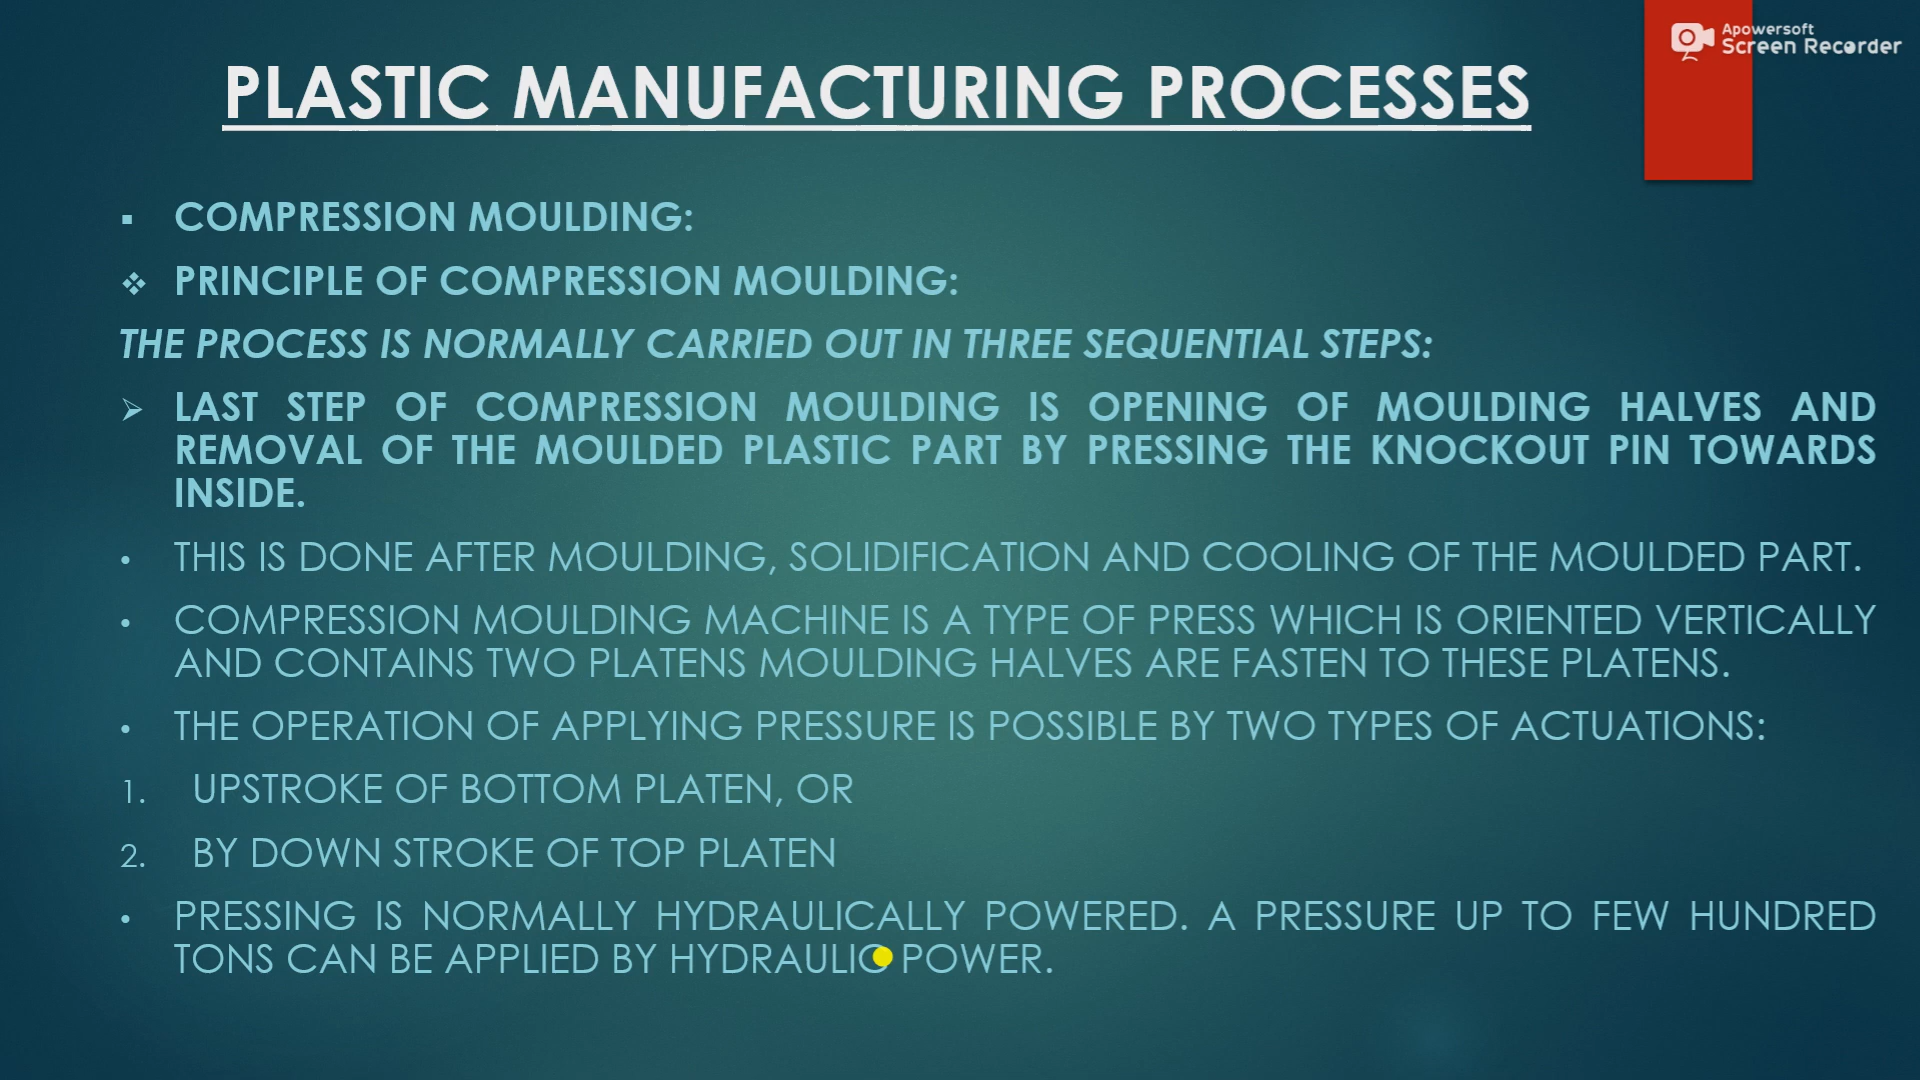 Apowersoft
Screen Recorder
PLASTIC MANUFACTURING PROCESSES
▪ COMPRESSION MOULDING:
❖ PRINCIPLE OF COMPRESSION MOULDING:
THE PROCESS IS NORMALLY CARRIED OUT IN THREE SEQUENTIAL STEPS:
➢ LAST STEP OF COMPRESSION MOULDING IS OPENING OF MOULDING HALVES AND
REMOVAL OF THE MOULDED PLASTIC PART BY PRESSING THE KNOCKOUT PIN TOWARDS
INSIDE.
• THIS IS DONE AFTER MOULDING, SOLIDIFICATION AND COOLING OF THE MOULDED PART.
• COMPRESSION MOULDING MACHINE IS A TYPE OF PRESS WHICH IS ORIENTED VERTICALLY
AND CONTAINS TWO PLATENS MOULDING HALVES ARE FASTEN TO THESE PLATENS.
• THE OPERATION OF APPLYING PRESSURE IS POSSIBLE BY TWO TYPES OF ACTUATIONS:
1. UPSTROKE OF BOTTOM PLATEN, OR
2. BY DOWN STROKE OF TOP PLATEN
• PRESSING IS NORMALLY HYDRAULICALLY POWERED. A PRESSURE UP TO FEW HUNDRED
TONS CAN BE APPLIED BY HYDRAULIC POWER.